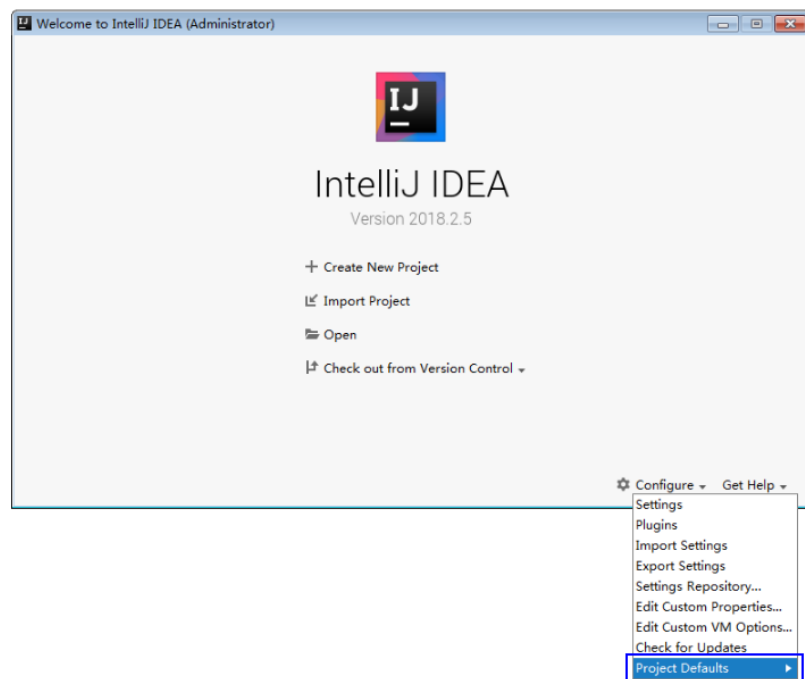 Welcome to IntelliJ IDEA (Administrator)
IJ
IntelliJ IDEA
Version 2018.2.5
Create New Project
Import Project
Open
Check out from Version Control
Configure Get Help
Settings
Plugins
Import Settings
Export Settings
Settings Repository...
Edit Custom Properties...
Edit Custom VM Options...
Check for Updates
Project Defaults